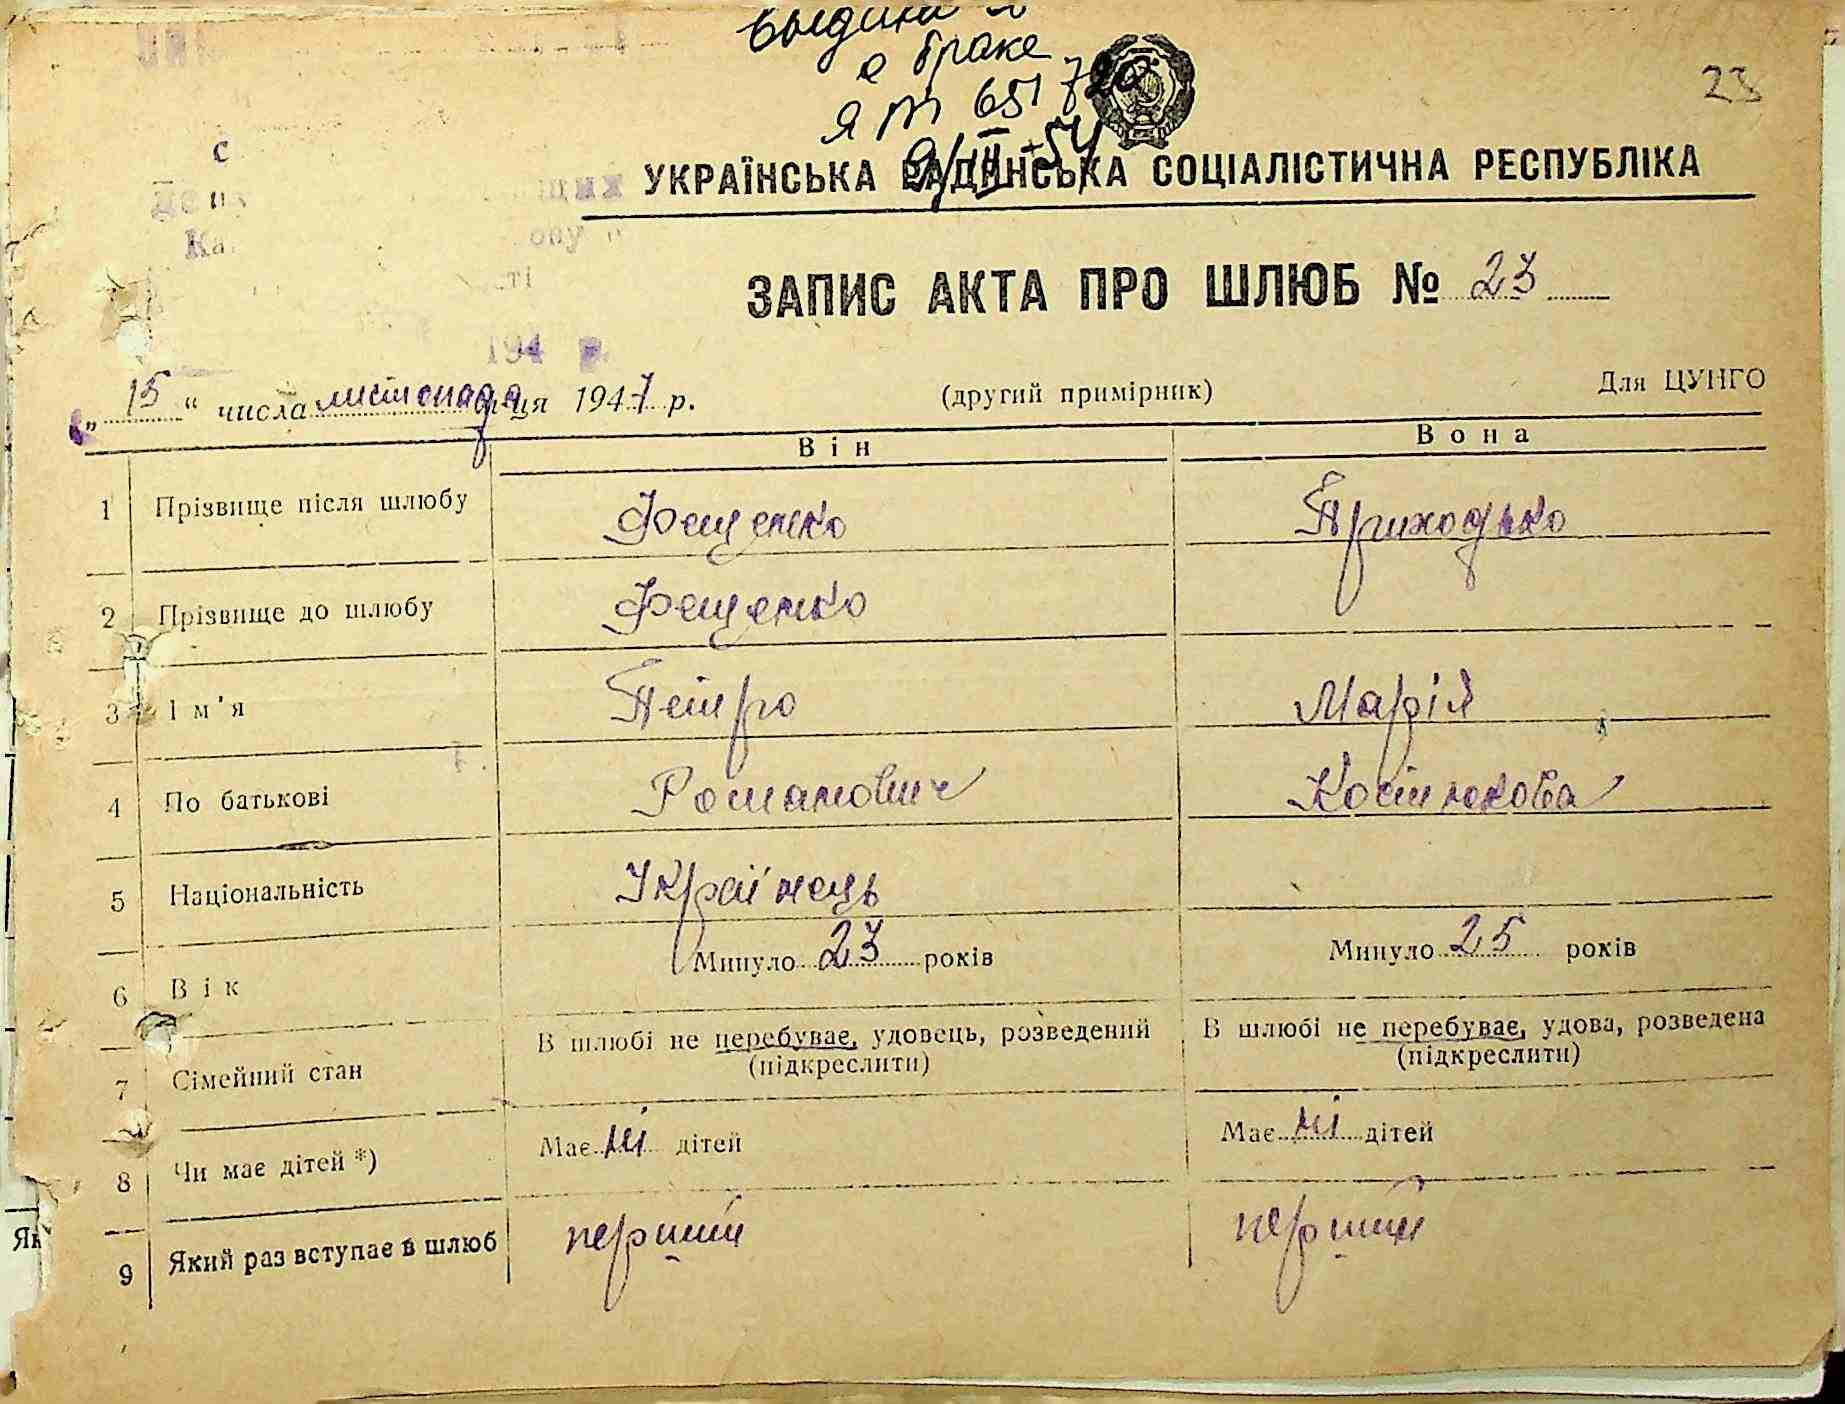 о браке
ЯТ 651
23
УКРАЇНСЬКА РАДЯНСЬКА СОЦІАЛІСТИЧНА РЕСПУБЛІКА
ЗАПИС АКТА ПРО ШЛЮБ № 23
194 р.
„15“ числа листопада місяця 1947 р. (другий примірник) Для ЦУНГО
Він Вона
1 Прізвище після шлюбу Фещенко Приходько
2 Прізвище до шлюбу Фещенко
3 Ім'я Петро Марія
4 По батькові Романович Костюкова
5 Національність Українець
6 Вік Минуло 23 років Минуло 25 років
7 Сімейний стан В шлюбі не перебуває, удовець, розведений (підкреслити) В шлюбі не перебуває, удова, розведена (підкреслити)
8 Чи має дітей *) Має ні дітей Має ні дітей
9 Який раз вступає в шлюб перший перший